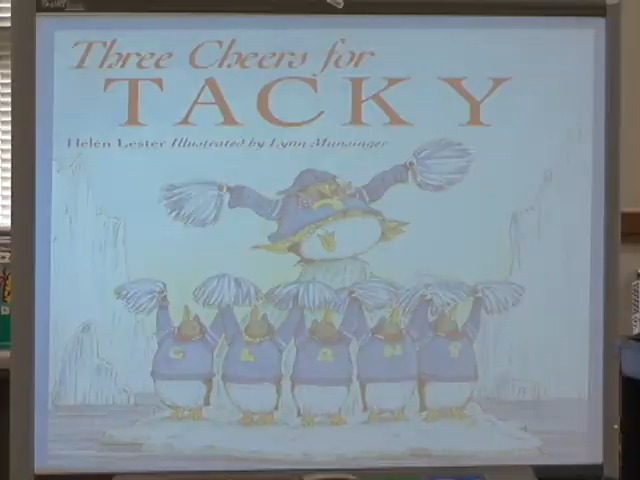 Three Cheers for
TACKY
Helen Lester Illustrated by Lynn Munsinger
G L A N Y